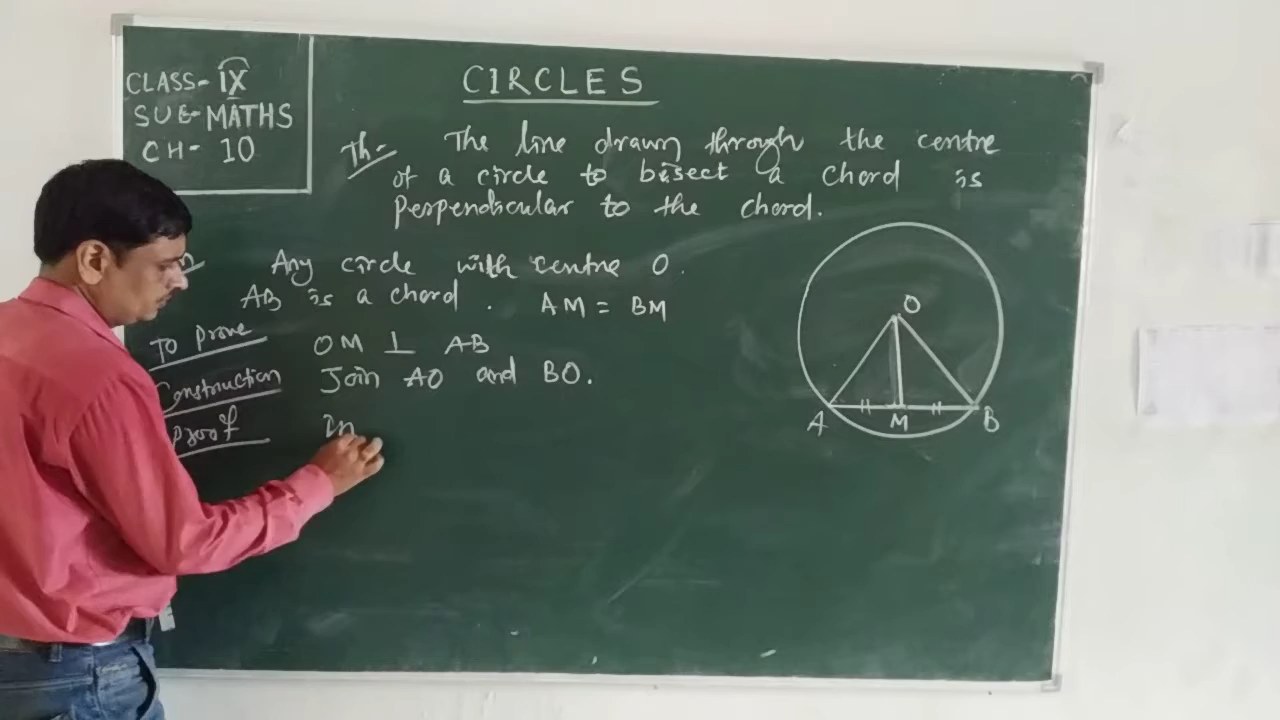 CLASS- IX
SUB- MATHS
CH- 10
CIRCLES
Th- The line drawn through the centre
of a circle to bisect a chord is
perpendicular to the chord.
Any circle with centre O.
AB is a chord. AM = BM
To prove OM ⊥ AB
Construction Join AO and BO.
Proof In
O
A M B